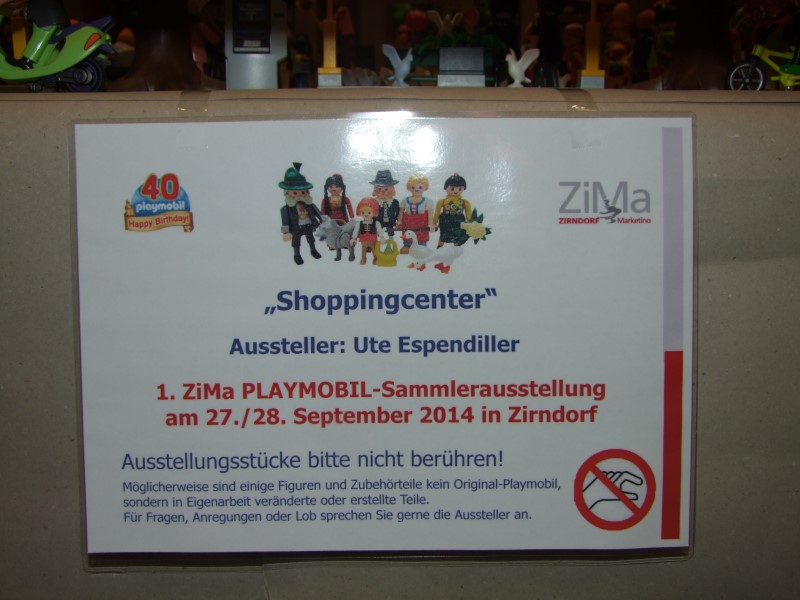 40
playmobil
Happy Birthday!
ZiMa
ZIRNDORF Marketing
„Shoppingcenter“
Aussteller: Ute Espendiller
1. ZiMa PLAYMOBIL-Sammlerausstellung
am 27./28. September 2014 in Zirndorf
Ausstellungsstücke bitte nicht berühren!
Möglicherweise sind einige Figuren und Zubehörteile kein Original-Playmobil,
sondern in Eigenarbeit veränderte oder erstellte Teile.
Für Fragen, Anregungen oder Lob sprechen Sie gerne die Aussteller an.